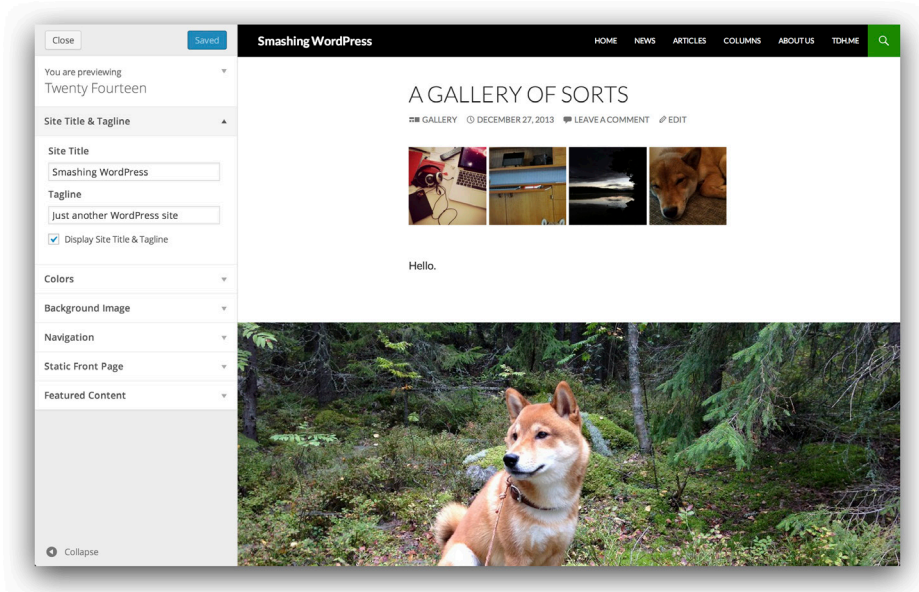 Close
Saved
You are previewing
Twenty Fourteen
Site Title & Tagline
Site Title
Smashing WordPress
Tagline
Just another WordPress site
Display Site Title & Tagline
Colors
Background Image
Navigation
Static Front Page
Featured Content
Collapse
Smashing WordPress
HOME NEWS ARTICLES COLUMNS ABOUT US TDH.ME
A GALLERY OF SORTS
GALLERY DECEMBER 27, 2013 LEAVE A COMMENT EDIT
Hello.